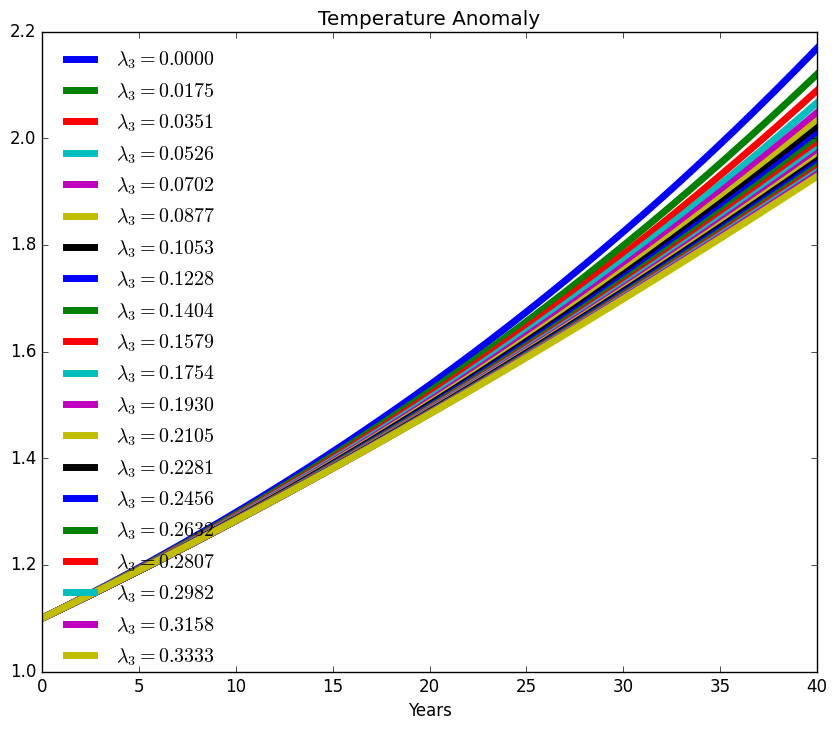 Temperature Anomaly
2.2
2.0
1.8
1.6
1.4
1.2
1.0
λ₃ = 0.0000
λ₃ = 0.0175
λ₃ = 0.0351
λ₃ = 0.0526
λ₃ = 0.0702
λ₃ = 0.0877
λ₃ = 0.1053
λ₃ = 0.1228
λ₃ = 0.1404
λ₃ = 0.1579
λ₃ = 0.1754
λ₃ = 0.1930
λ₃ = 0.2105
λ₃ = 0.2281
λ₃ = 0.2456
λ₃ = 0.2632
λ₃ = 0.2807
λ₃ = 0.2982
λ₃ = 0.3158
λ₃ = 0.3333
0 5 10 15 20 25 30 35 40
Years